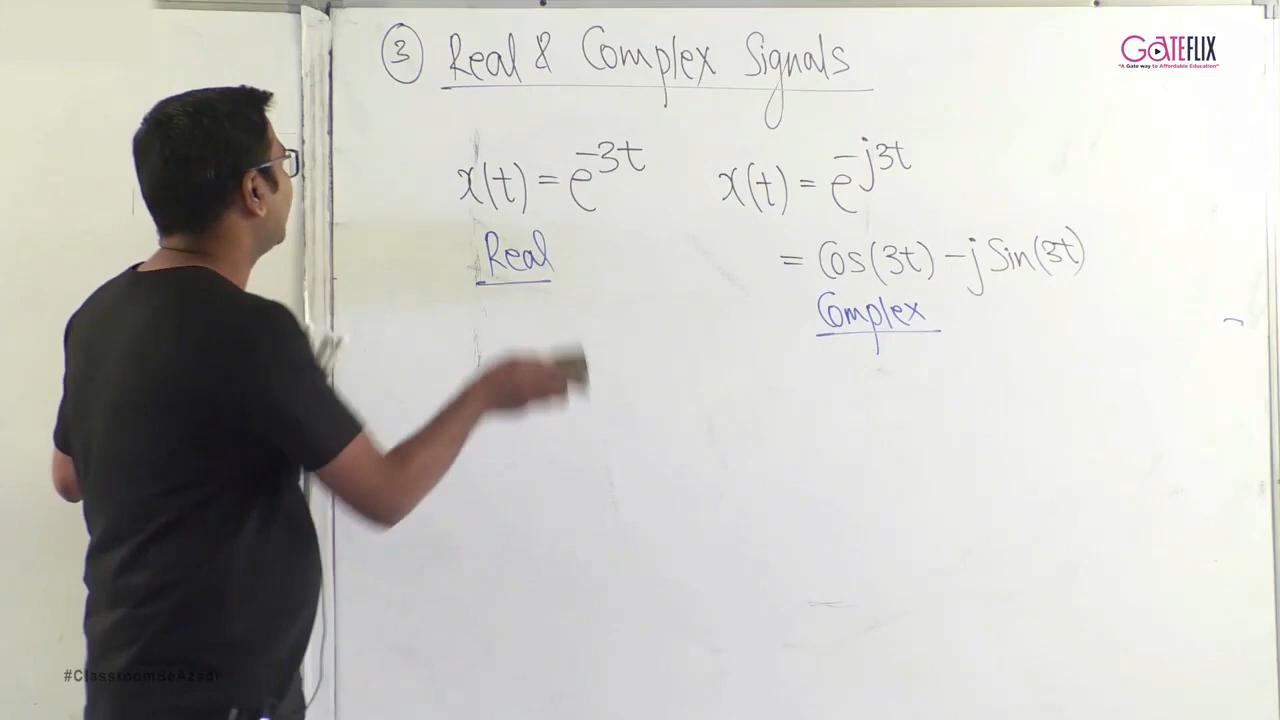 ③ Real & Complex Signals
GATEFLIX
"A Gate way to Affordable Education"
x(t) = e^{-3t}
x(t) = e^{-j3t}
Real
= Cos(3t) - j Sin(3t)
Complex
#ClassroomSeAzadi